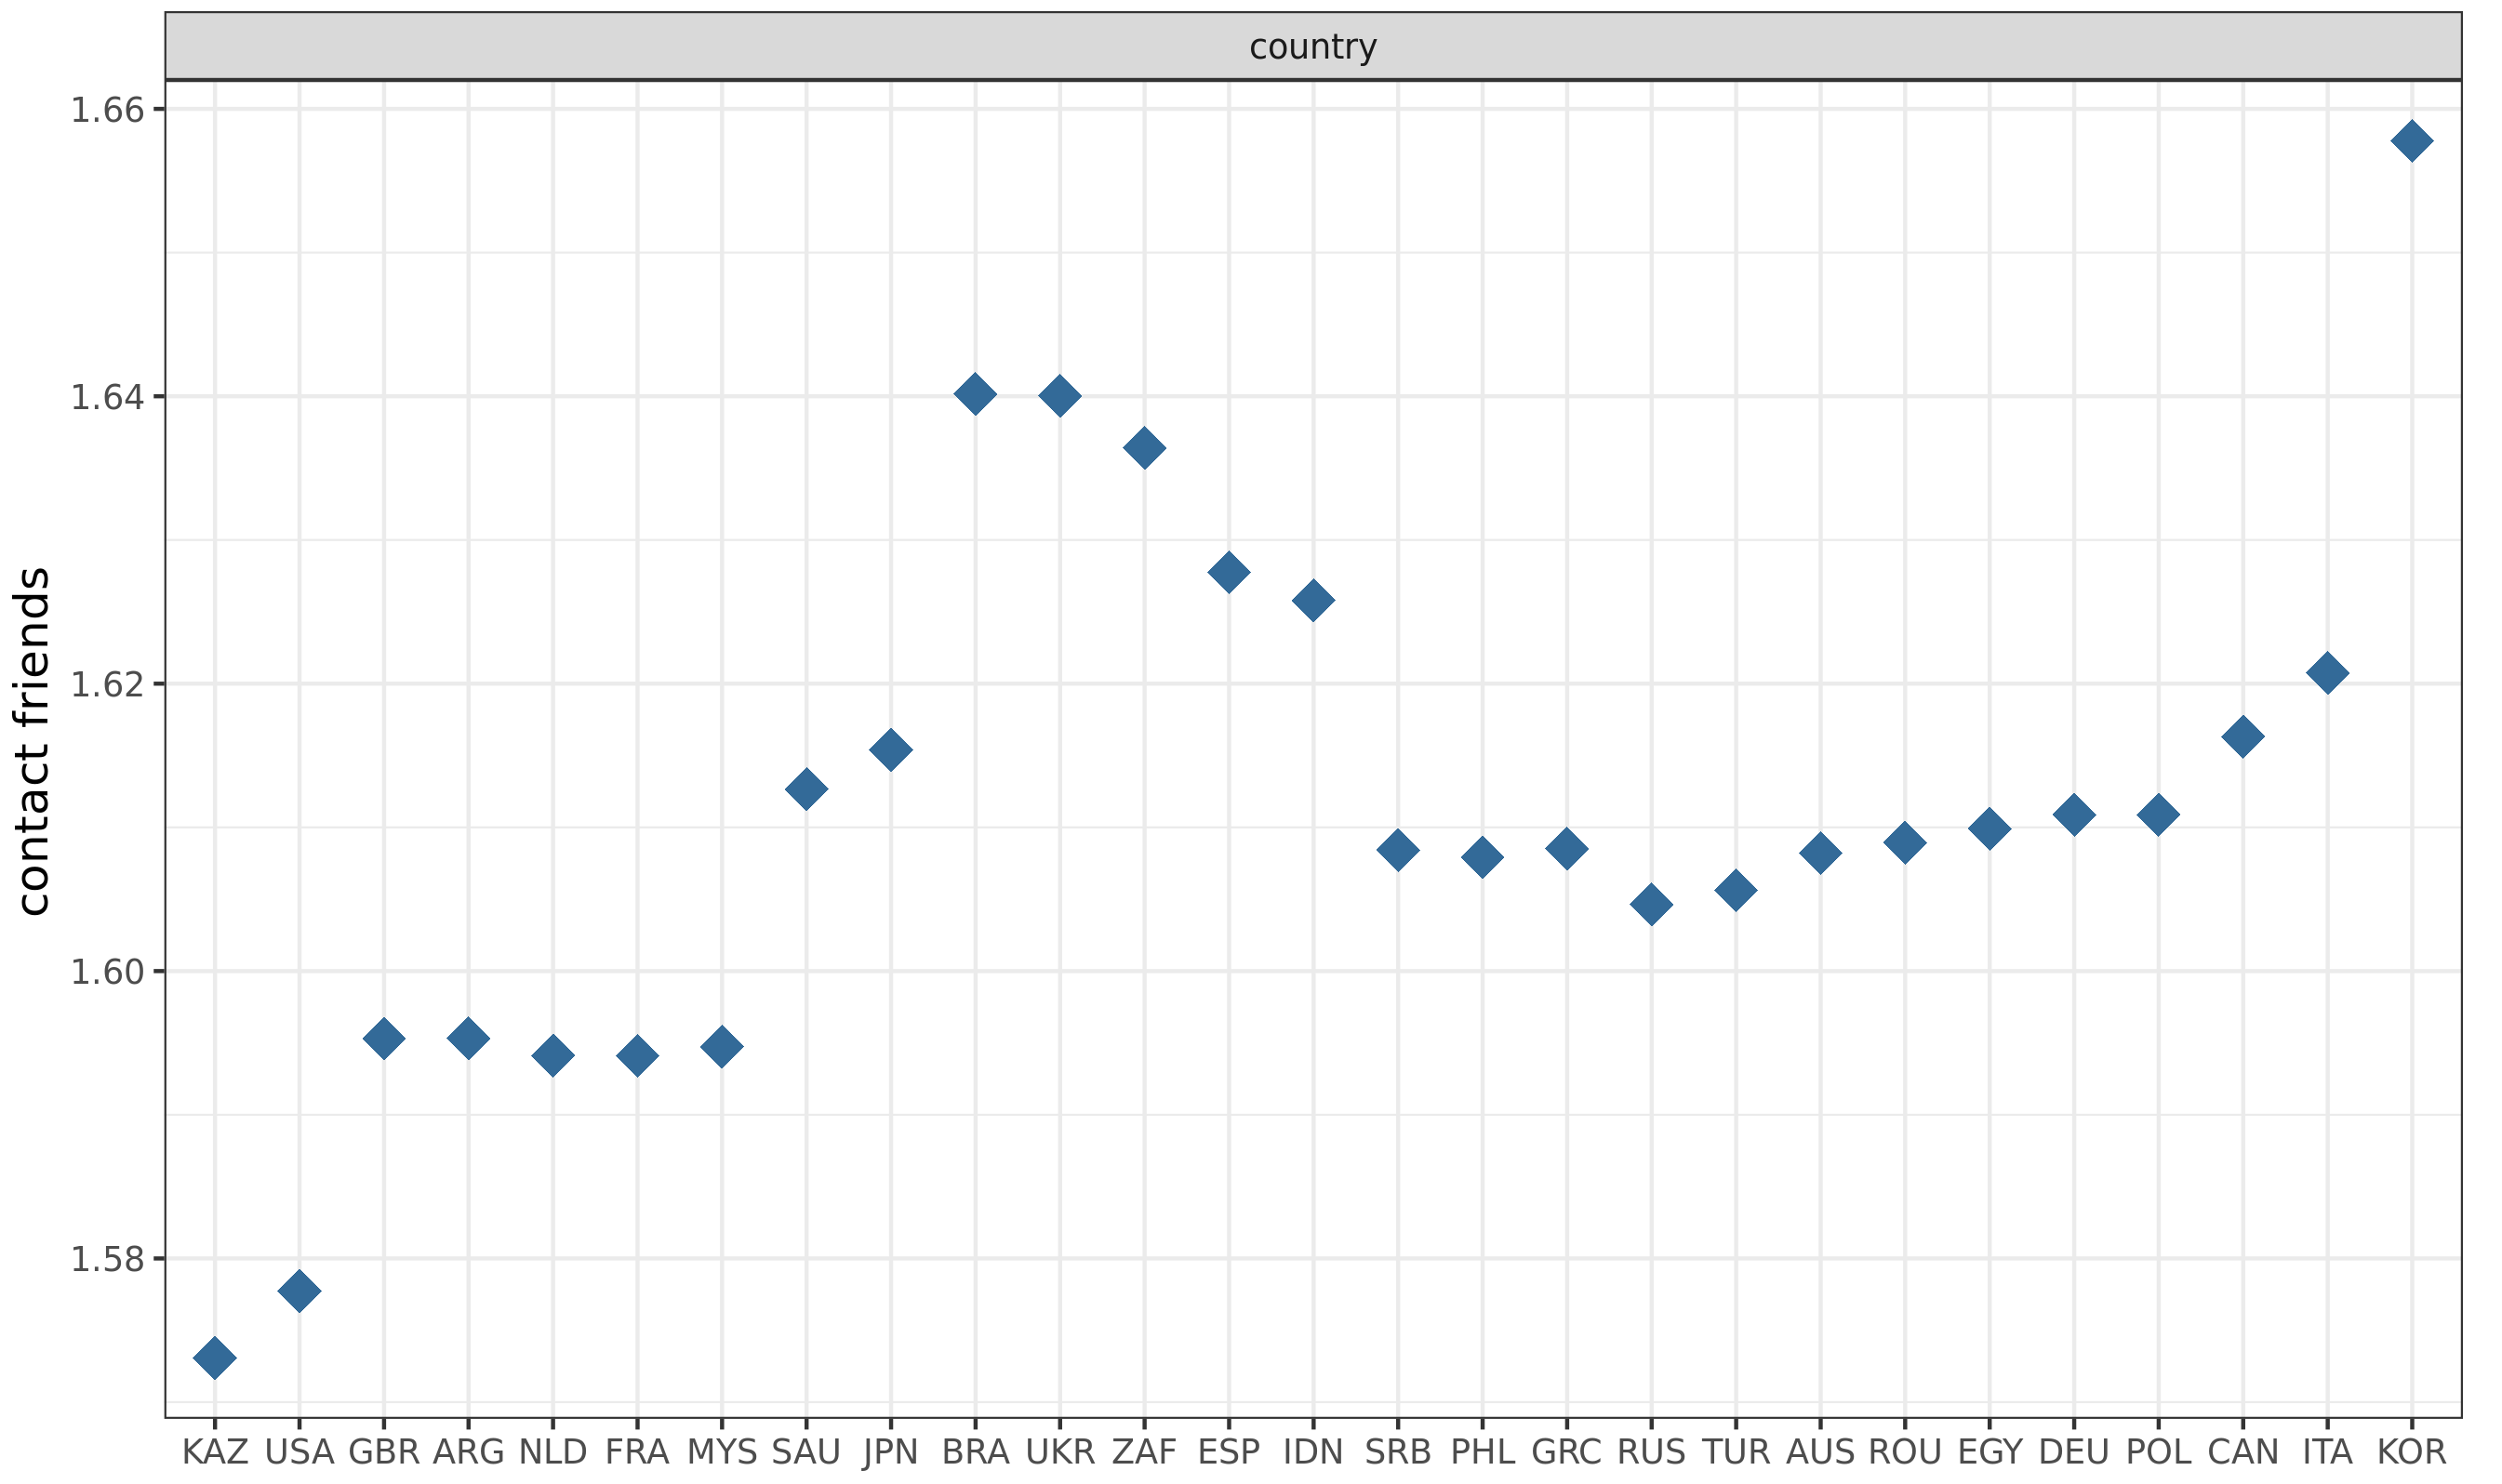 country
1.66
1.64
1.62
1.60
1.58
contact friends
KAZ USA GBR ARG NLD FRA MYS SAU JPN BRA UKR ZAF ESP IDN SRB PHL GRC RUS TUR AUS ROU EGY DEU POL CAN ITA KOR